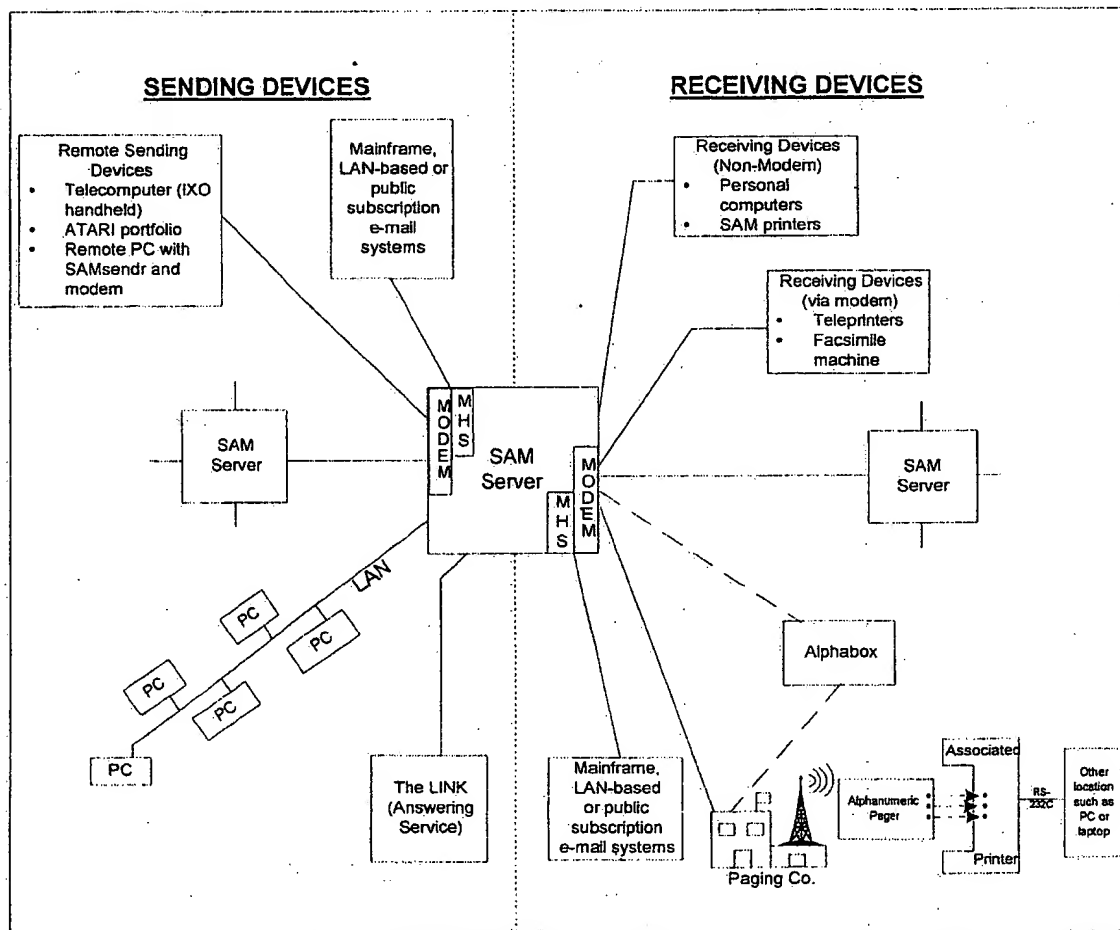 SENDING DEVICES
RECEIVING DEVICES
Remote Sending
Devices
• Telecomputer (IXO
handheld)
• ATARI portfolio
• Remote PC with
SAMsendr and
modem
Mainframe,
LAN-based or
public
subscription
e-mail
systems
Receiving Devices
(Non-Modem)
• Personal
computers
• SAM printers
Receiving Devices
(via modem)
• Teleprinters
• Facsimile
machine
SAM
Server
MODEM
MHS
SAM
Server
MHS
MODEM
SAM
Server
LAN
PC
PC
PC
PC
PC
The LINK
(Answering
Service)
Mainframe,
LAN-based
or public
subscription
e-mail systems
Alphabox
Paging Co.
Alphanumeric
Pager
Associated
Printer
RS-
232C
Other
location
such as
PC or
laptop